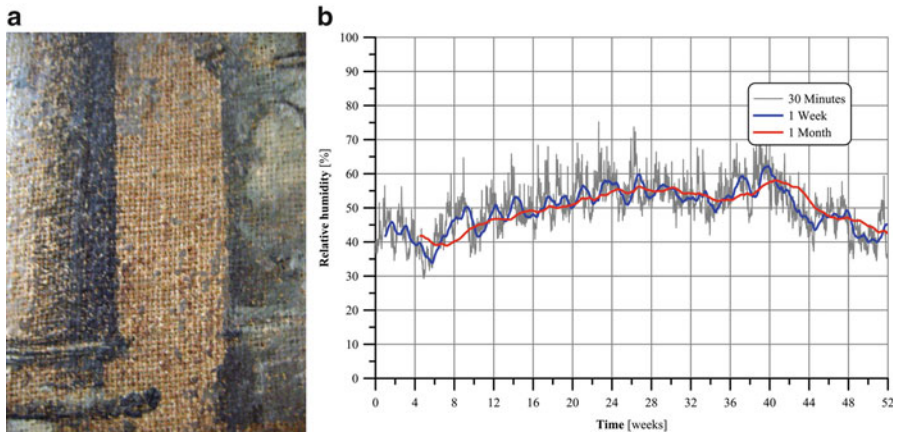 a
b
100
90
80
70
60
50
40
30
20
10
0
Relative humidity [%]
30 Minutes
1 Week
1 Month
0 4 8 12 16 20 24 28 32 36 40 44 48 52
Time [weeks]